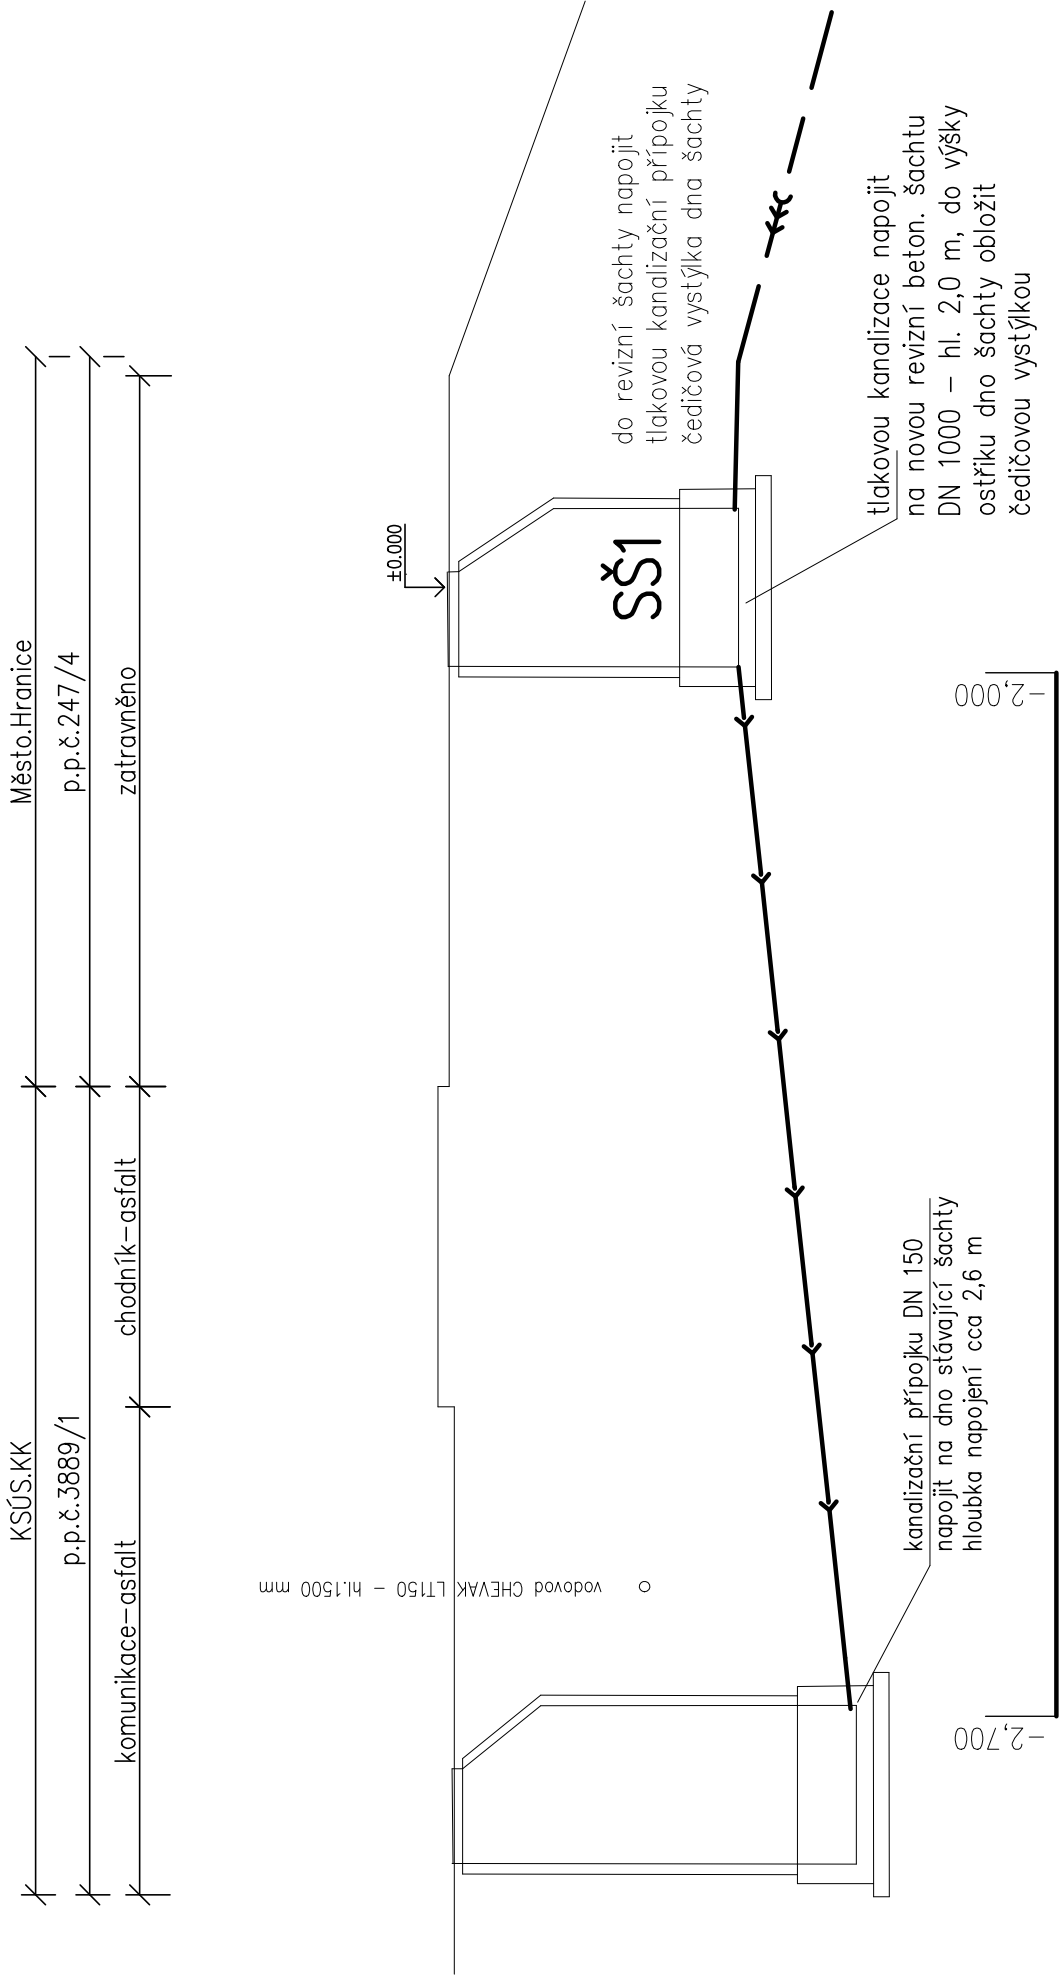 KSÚS.KK
Město.Hranice
p.p.č.3889/1
p.p.č.247/4
komunikace–asfalt
chodník–asfalt
zatravněno
±0.000
vodovod CHEVAK LT150 – hl.1500 mm
SŠ1
do revizní šachty napojit
tlakovou kanalizační přípojku
čedičová vystýlka dna šachty
tlakovou kanalizace napojit
na novou revizní beton. šachtu
DN 1000 – hl. 2,0 m, do výšky
ostřiku dno šachty obložit
čedičovou vystýlkou
kanalizační přípojku DN 150
napojit na dno stávající šachty
hloubka napojení cca 2,6 m
–2,700
–2,000